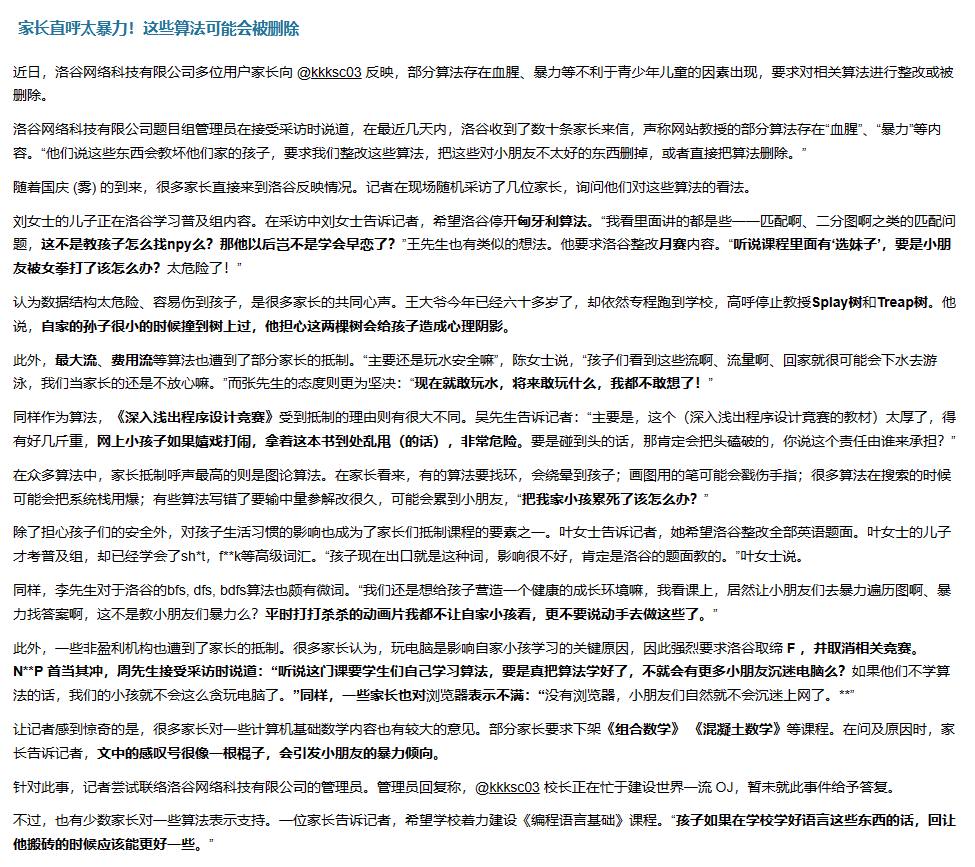 家长直呼太暴力！这些算法可能会被删除
近日，洛谷网络科技有限公司多位用户家长向 @kkksc03 反映，部分算法存在血腥、暴力等不利于青少年儿童的因素出现，要求对相关算法进行整改或被
删除。
洛谷网络科技有限公司题目组管理员在接受采访时说道，在最近几天内，洛谷收到了数十条家长来信，声称网站教授的部分算法存在“血腥”、“暴力”等内
容。“他们说这些东西会教坏他们家的孩子，要求我们整改这些算法，把这些对小朋友不太好的东西删掉，或者直接把算法删除。”
随着国庆 (雾) 的到来，很多家长直接来到洛谷反映情况。记者在现场随机采访了几位家长，询问他们对这些算法的看法。
刘女士的儿子正在洛谷学习普及组内容。在采访中刘女士告诉记者，希望洛谷停开匈牙利算法。“我看里面讲的都是些——匹配啊、二分图啊之类的匹配问
题，这不是教孩子怎么找npy么？那他以后岂不是学会早恋了？”王先生也有类似的想法。他要求洛谷整改月赛内容。“听说课程里面有‘选妹子’，要是小朋
友被女拳打了该怎么办？太危险了！”
认为数据结构太危险、容易伤到孩子，是很多家长的共同心声。王大爷今年已经六十多岁了，却依然专程跑到学校，高呼停止教授Splay树和Treap树。他
说，自家的孙子很小的时候撞到树上过，他担心这两棵树会给孩子造成心理阴影。
此外，最大流、费用流等算法也遭到了部分家长的抵制。“主要还是玩水安全嘛”，陈女士说，“孩子们看到这些流啊、流量啊、回家就很可能会下水去游
泳，我们当家长的还是不放心嘛。”而张先生的态度则更为坚决：“现在就敢玩水，将来敢玩什么，我都不敢想了！”
同样作为算法，《深入浅出程序设计竞赛》受到抵制的理由则有很大不同。吴先生告诉记者：“主要是，这个（深入浅出程序设计竞赛的教材）太厚了，得
有好几斤重，网上小孩子如果嬉戏打闹，拿着这本书到处乱甩（的话），非常危险。要是碰到头的话，那肯定会把头磕破的，你说这个责任由谁来承担？”
在众多算法中，家长抵制呼声最高的则是图论算法。在家长看来，有的算法要找环，会绕晕到孩子；画图用的笔可能会戳伤手指；很多算法在搜索的时候
可能会把系统栈用爆；有些算法写错了要输中量参解改很久，可能会累到小朋友，“把我家小孩累死了该怎么办？”
除了担心孩子们的安全外，对孩子生活习惯的影响也成为了家长们抵制课程的要素之一。叶女士告诉记者，她希望洛谷整改全部英语题面。叶女士的儿子
才考普及组，却已经学会了sh*t，f**k等高级词汇。“孩子现在出口就是这种词，影响很不好，肯定是洛谷的题面教的。”叶女士说。
同样，李先生对于洛谷的bfs, dfs, bdfs算法也颇有微词。“我们还是想给孩子营造一个健康的成长环境嘛，我看课上，居然让小朋友们去暴力遍历图啊、暴
力找答案啊，这不是教小朋友们暴力么？平时打打杀杀的动画片我都不让自家小孩看，更不要说动手去做这些了。”
此外，一些非盈利机构也遭到了家长的抵制。很多家长认为，玩电脑是影响自家小孩学习的关键原因，因此强烈要求洛谷取缔 F ，并取消相关竞赛。
N**P 首当其冲，周先生接受采访时说道：“听说这门课要学生们自己学习算法，要是真把算法学好了，不就会有更多小朋友沉迷电脑么？如果他们不学算
法的话，我们的小孩就不会这么贪玩电脑了。”同样，一些家长也对浏览器表示不满：“没有浏览器，小朋友们自然就不会沉迷上网了。**”
让记者感到惊奇的是，很多家长对一些计算机基础数学内容也有较大的意见。部分家长要求下架《组合数学》《混凝土数学》等课程。在问及原因时，家
长告诉记者，文中的感叹号很像一根棍子，会引发小朋友的暴力倾向。
针对此事，记者尝试联络洛谷网络科技有限公司的管理员。管理员回复称，@kkksc03 校长正在忙于建设世界一流 OJ，暂未就此事件给予答复。
不过，也有少数家长对一些算法表示支持。一位家长告诉记者，希望学校着力建设《编程语言基础》课程。“孩子如果在学校学好语言这些东西的话，回让
他搬砖的时候应该能更好一些。”